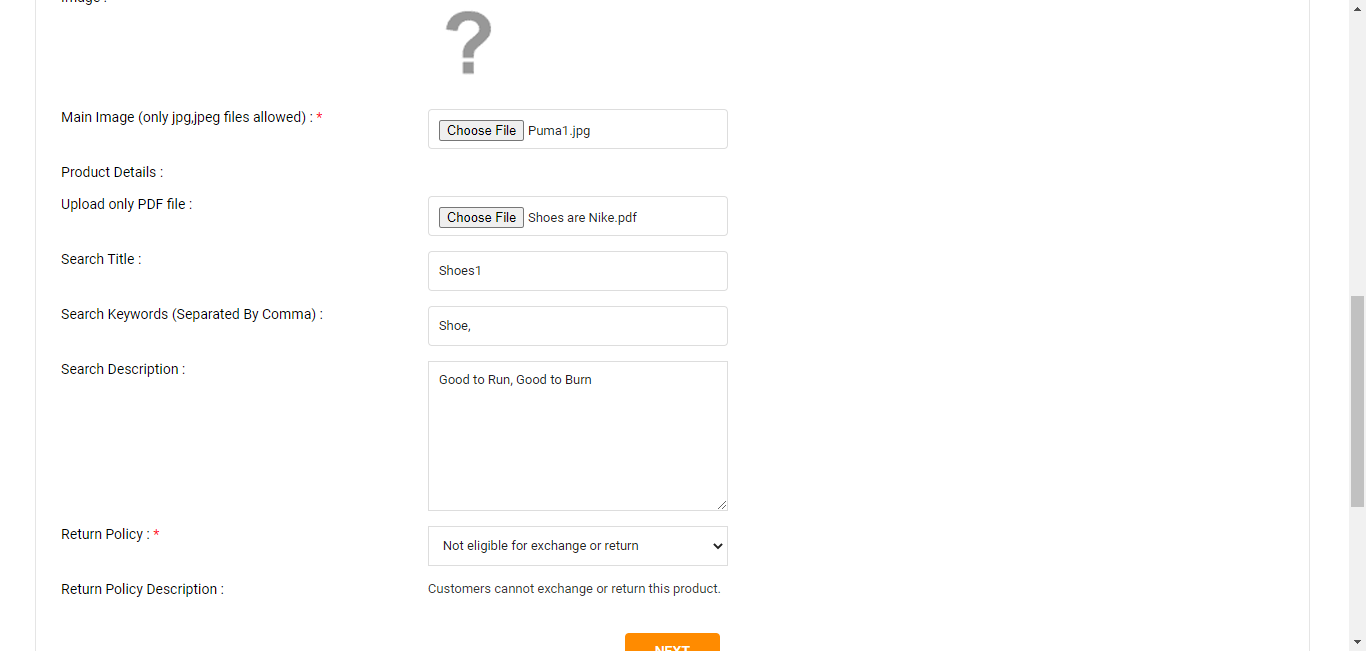 Image :
?
Main Image (only jpg,jpeg files allowed) : *
Choose File Puma1.jpg
Product Details :
Upload only PDF file :
Choose File Shoes are Nike.pdf
Search Title :
Shoes1
Search Keywords (Separated By Comma) :
Shoe,
Search Description :
Good to Run, Good to Burn
Return Policy : *
Not eligible for exchange or return
Return Policy Description :
Customers cannot exchange or return this product.
NEXT